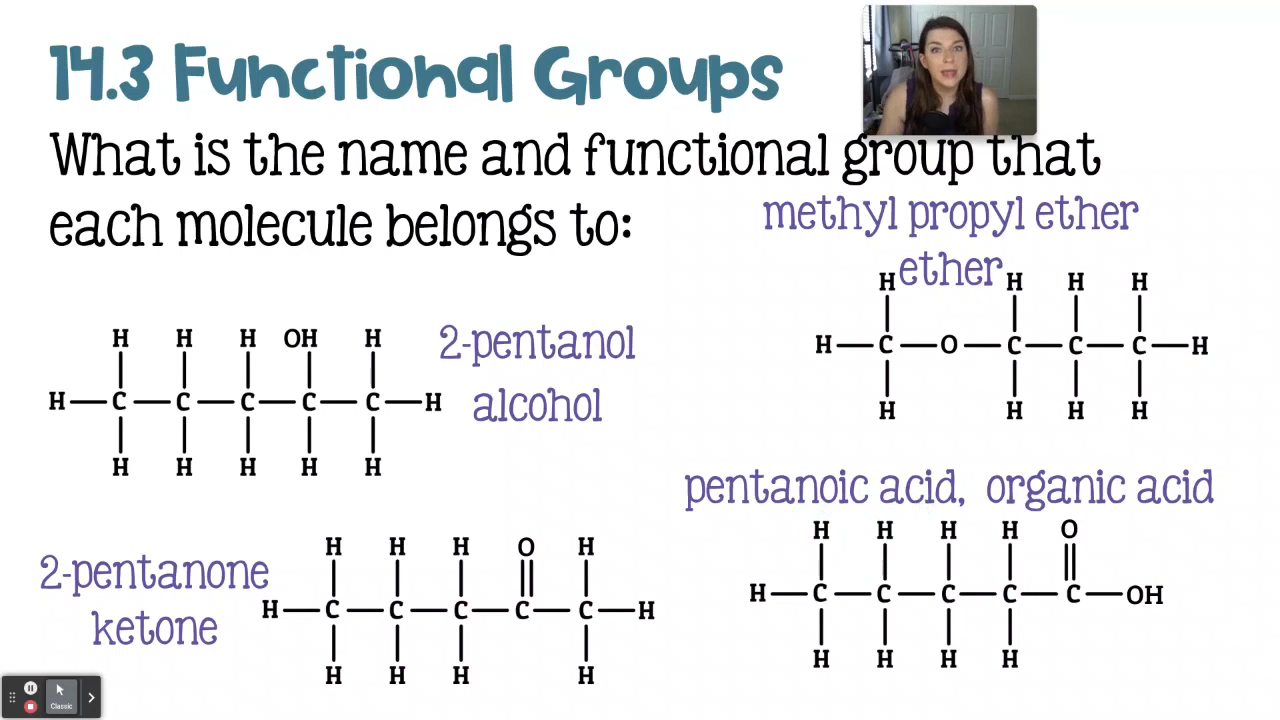 14.3 Functional Groups
What is the name and functional group that
each molecule belongs to:
methyl propyl ether
ether
H H H H
H C O C C C H
H H H H
2-pentanol
alcohol
H H H OH H
H C C C C C H
H H H H H
pentanoic acid, organic acid
H H H H O
H C C C C C OH
H H H H
2-pentanone
ketone
H H H O H
H C C C C C H
H H H H
Classic